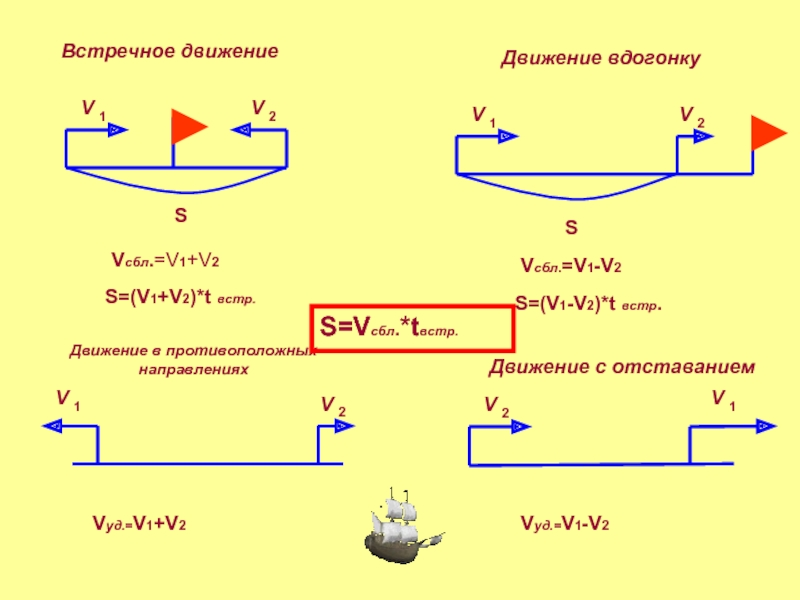 Встречное движение
V 1
V 2
S
Vсбл.=V1+V2
S=(V1+V2)*t встр.
Движение вдогонку
V 1
V 2
S
Vсбл.=V1-V2
S=(V1-V2)*t встр.
S=Vсбл.*tвстр.
Движение в противоположных
направлениях
V 1
V 2
Vуд.=V1+V2
Движение с отставанием
V 2
V 1
Vуд.=V1-V2